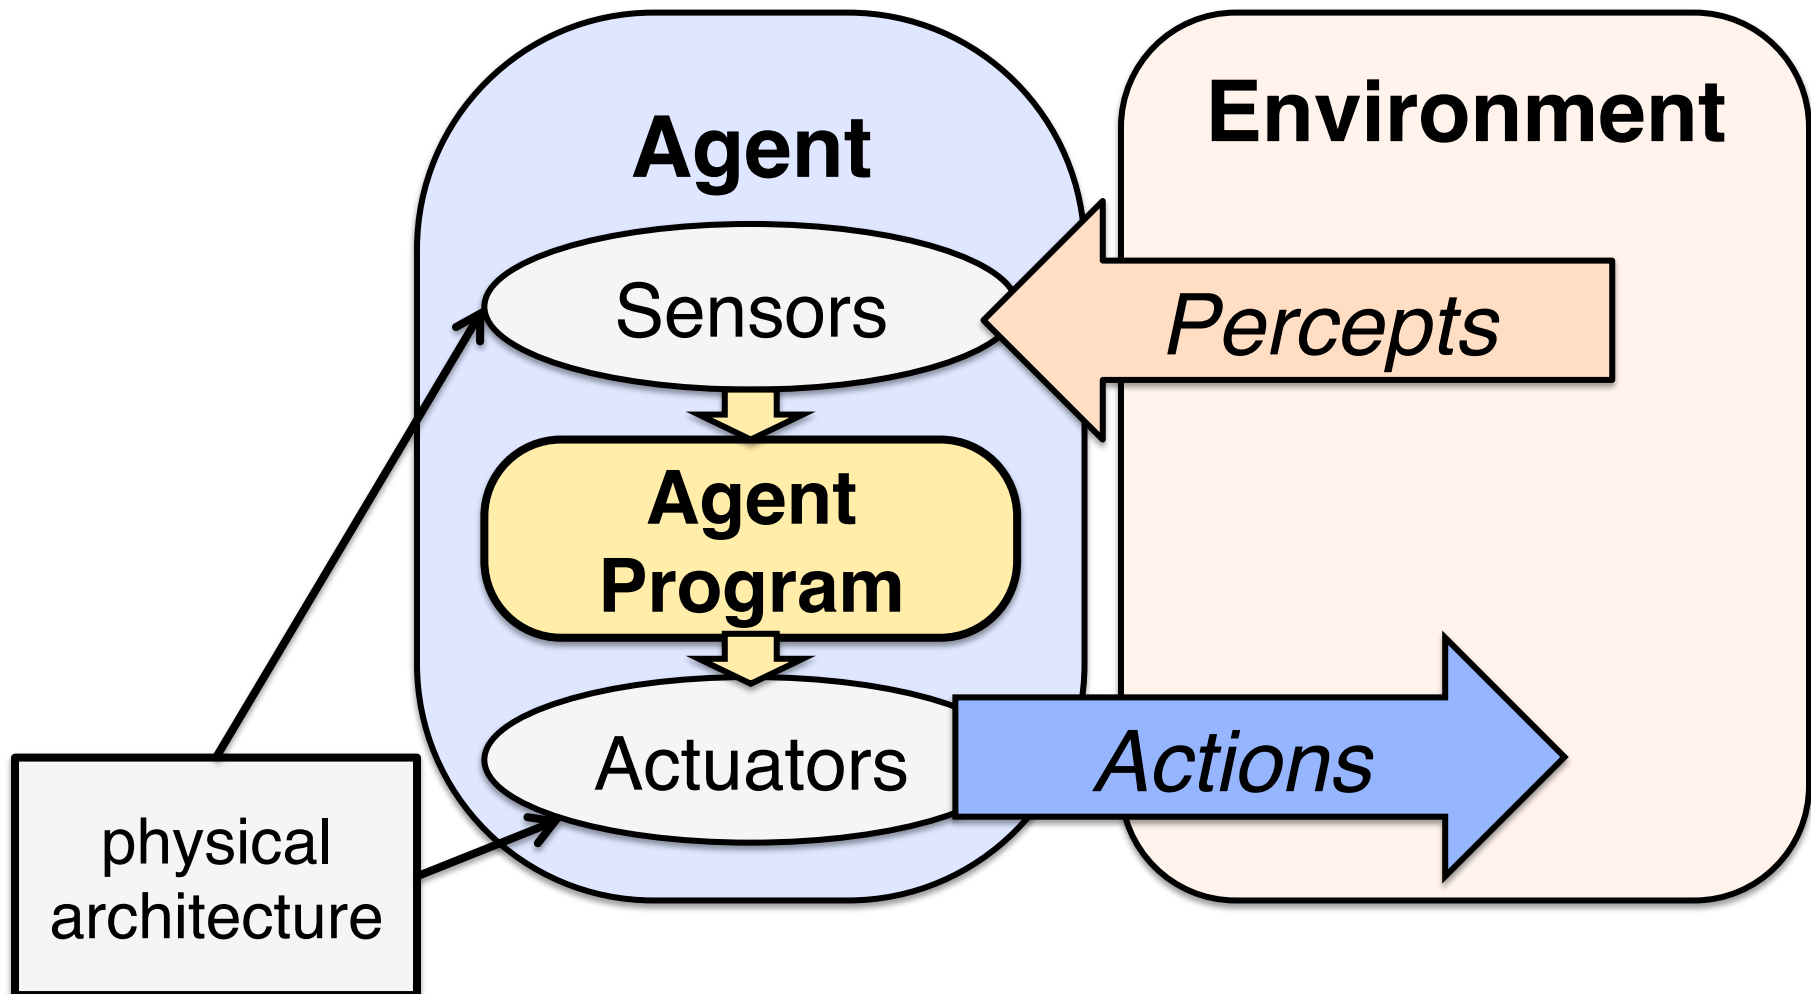 Agent
Environment
Sensors
Percepts
Agent
Program
Actuators
Actions
physical
architecture